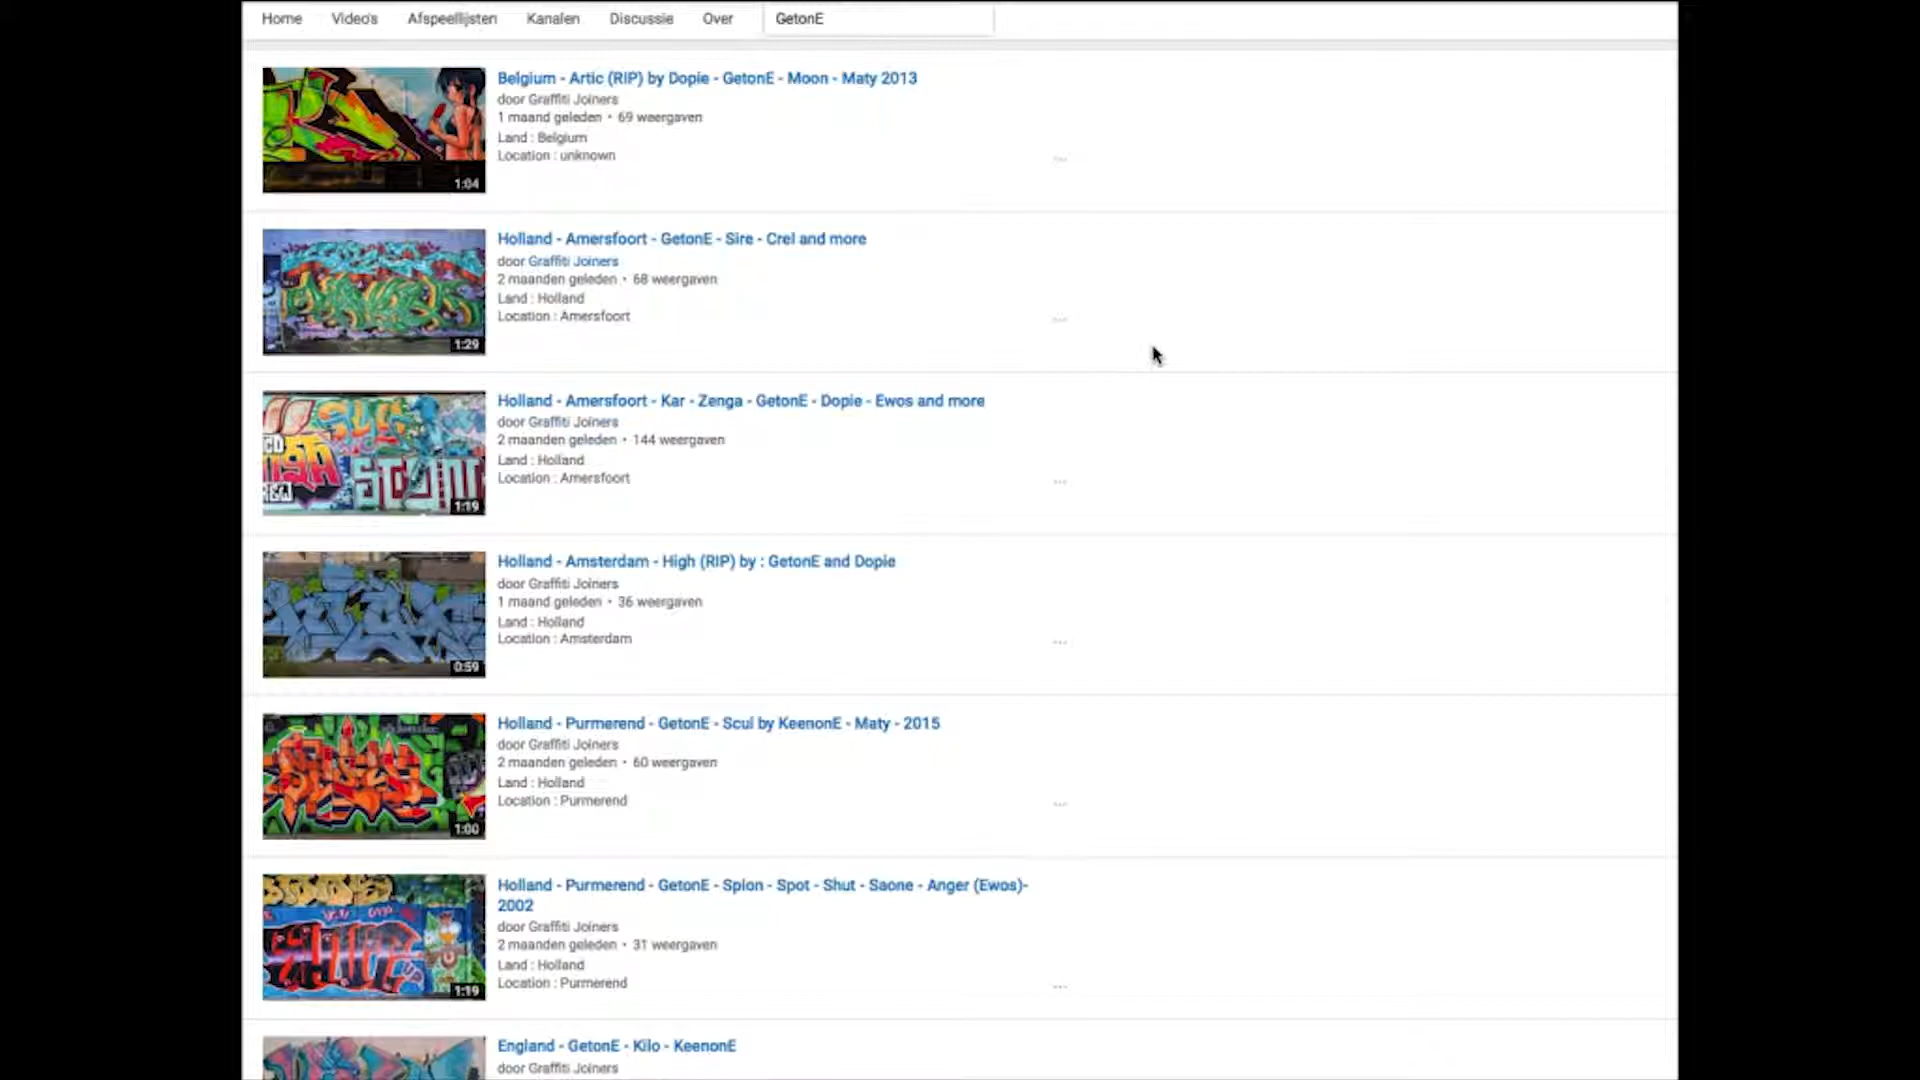 Home Video's Afspeellijsten Kanalen Discussie Over GetonE
Belgium - Artic (RIP) by Dopie - GetonE - Moon - Maty 2013
door Graffiti Joiners
1 maand geleden • 69 weergaven
Land : Belgium
Location : unknown
...
1:04
Holland - Amersfoort - GetonE - Sire - Crel and more
door Graffiti Joiners
2 maanden geleden • 68 weergaven
Land : Holland
Location : Amersfoort
...
1:29
Holland - Amersfoort - Kar - Zenga - GetonE - Dopie - Ewos and more
door Graffiti Joiners
2 maanden geleden • 144 weergaven
Land : Holland
Location : Amersfoort
...
1:19
Holland - Amsterdam - High (RIP) by : GetonE and Dopie
door Graffiti Joiners
1 maand geleden • 36 weergaven
Land : Holland
Location : Amsterdam
...
0:59
Holland - Purmerend - GetonE - Scul by KeenonE - Maty - 2015
door Graffiti Joiners
2 maanden geleden • 60 weergaven
Land : Holland
Location : Purmerend
...
1:00
Holland - Purmerend - GetonE - Spion - Spot - Shut - Saone - Anger (Ewos)-
2002
door Graffiti Joiners
2 maanden geleden • 31 weergaven
Land : Holland
Location : Purmerend
...
1:19
England - GetonE - Kilo - KeenonE
door Graffiti Joiners